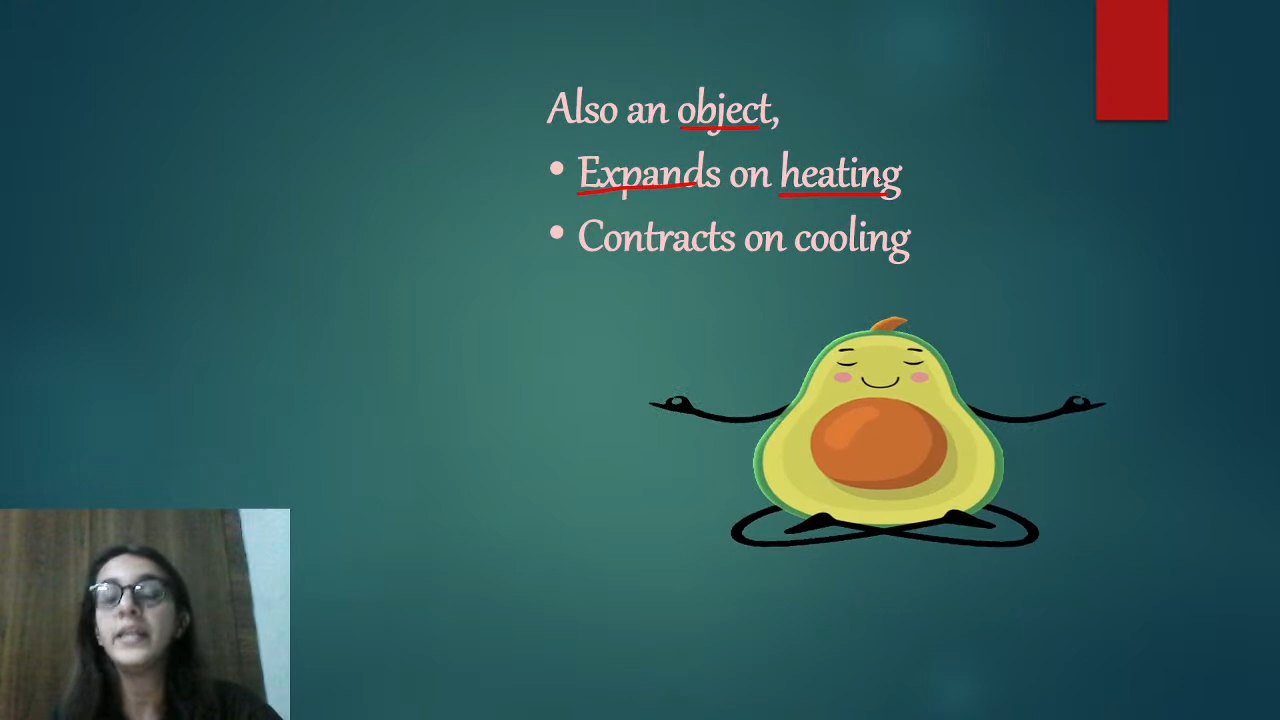 Also an object,
• Expands on heating
• Contracts on cooling